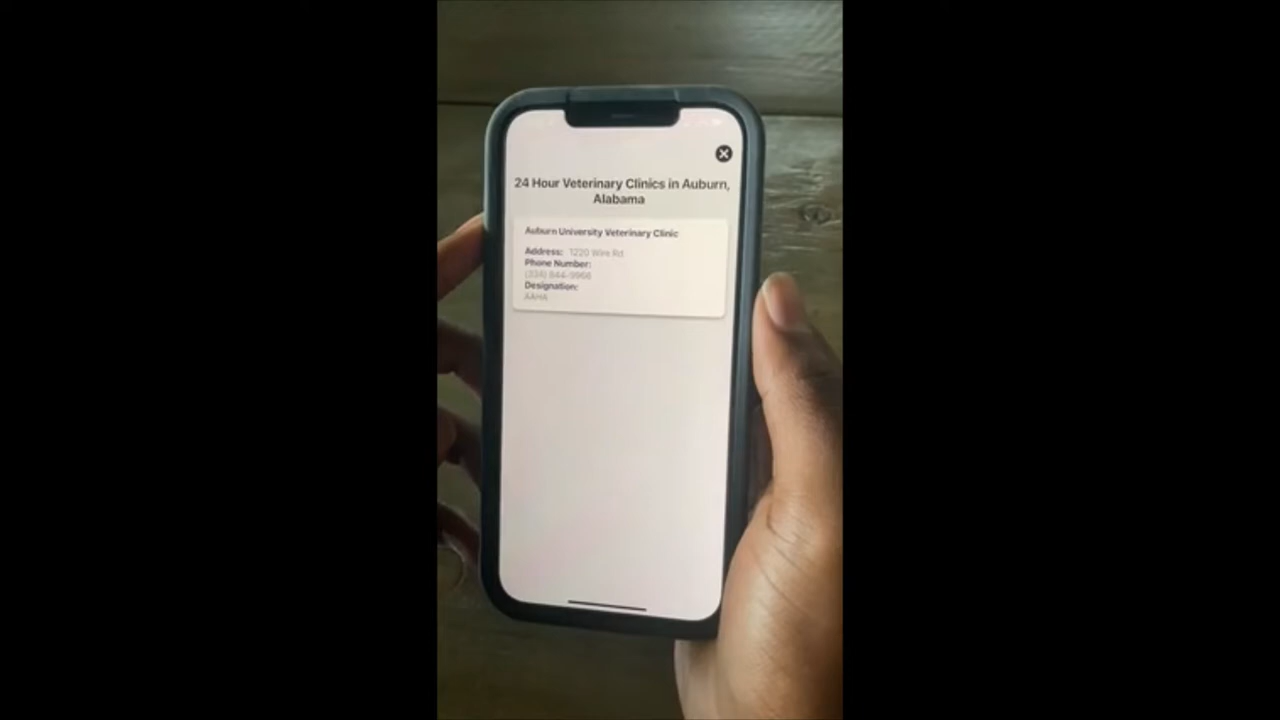 24 Hour Veterinary Clinics in Auburn,
Alabama
Auburn University Veterinary Clinic
Address: 1220 Wire Rd
Phone Number:
(334) 844-9966
Designation:
AAHA